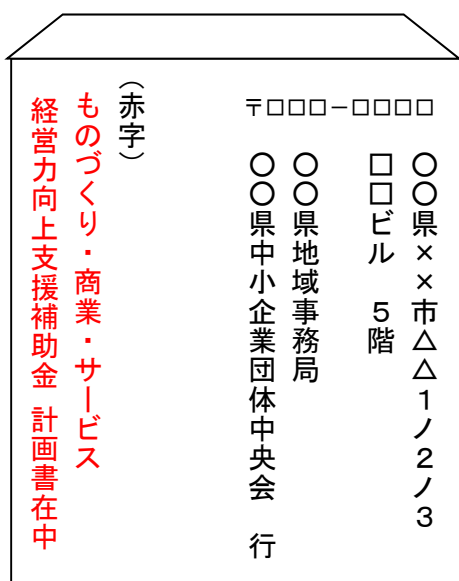 〒□□□－□□□□
〇〇県××市△△１ノ２ノ３
□□ビル　５階
〇〇県地域事務局
〇〇県中小企業団体中央会　行
（赤字）
ものづくり・商業・サービス
経営力向上支援補助金 計画書在中